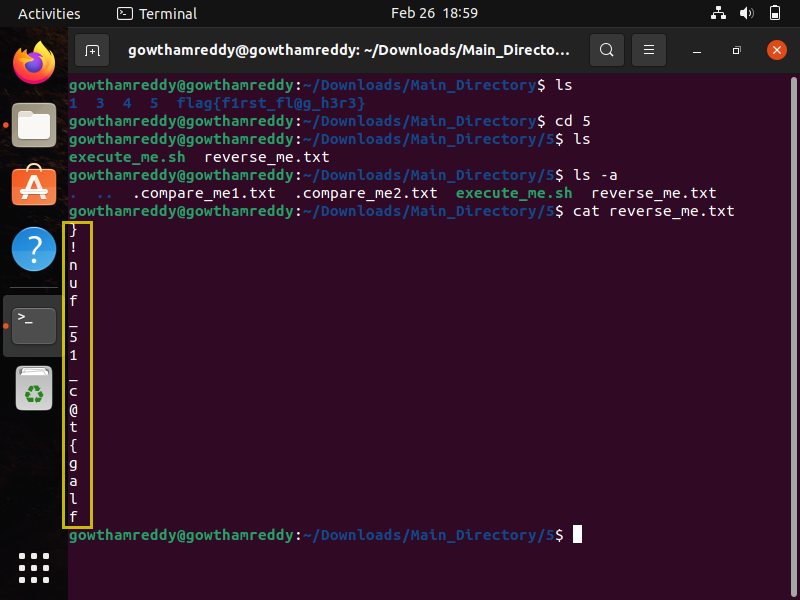 Activities
Terminal
Feb 26 18:59
gowthamreddy@gowthamreddy: ~/Downloads/Main_Directo...
gowthamreddy@gowthamreddy:~/Downloads/Main_Directory$ ls
1 3 4 5 flag{f1rst_fl@g_h3r3}
gowthamreddy@gowthamreddy:~/Downloads/Main_Directory$ cd 5
gowthamreddy@gowthamreddy:~/Downloads/Main_Directory/5$ ls
execute_me.sh reverse_me.txt
gowthamreddy@gowthamreddy:~/Downloads/Main_Directory/5$ ls -a
. .. .compare_me1.txt .compare_me2.txt execute_me.sh reverse_me.txt
gowthamreddy@gowthamreddy:~/Downloads/Main_Directory/5$ cat reverse_me.txt
}
!
n
u
f
_
5
1
_
c
@
t
{
g
a
l
f
gowthamreddy@gowthamreddy:~/Downloads/Main_Directory/5$